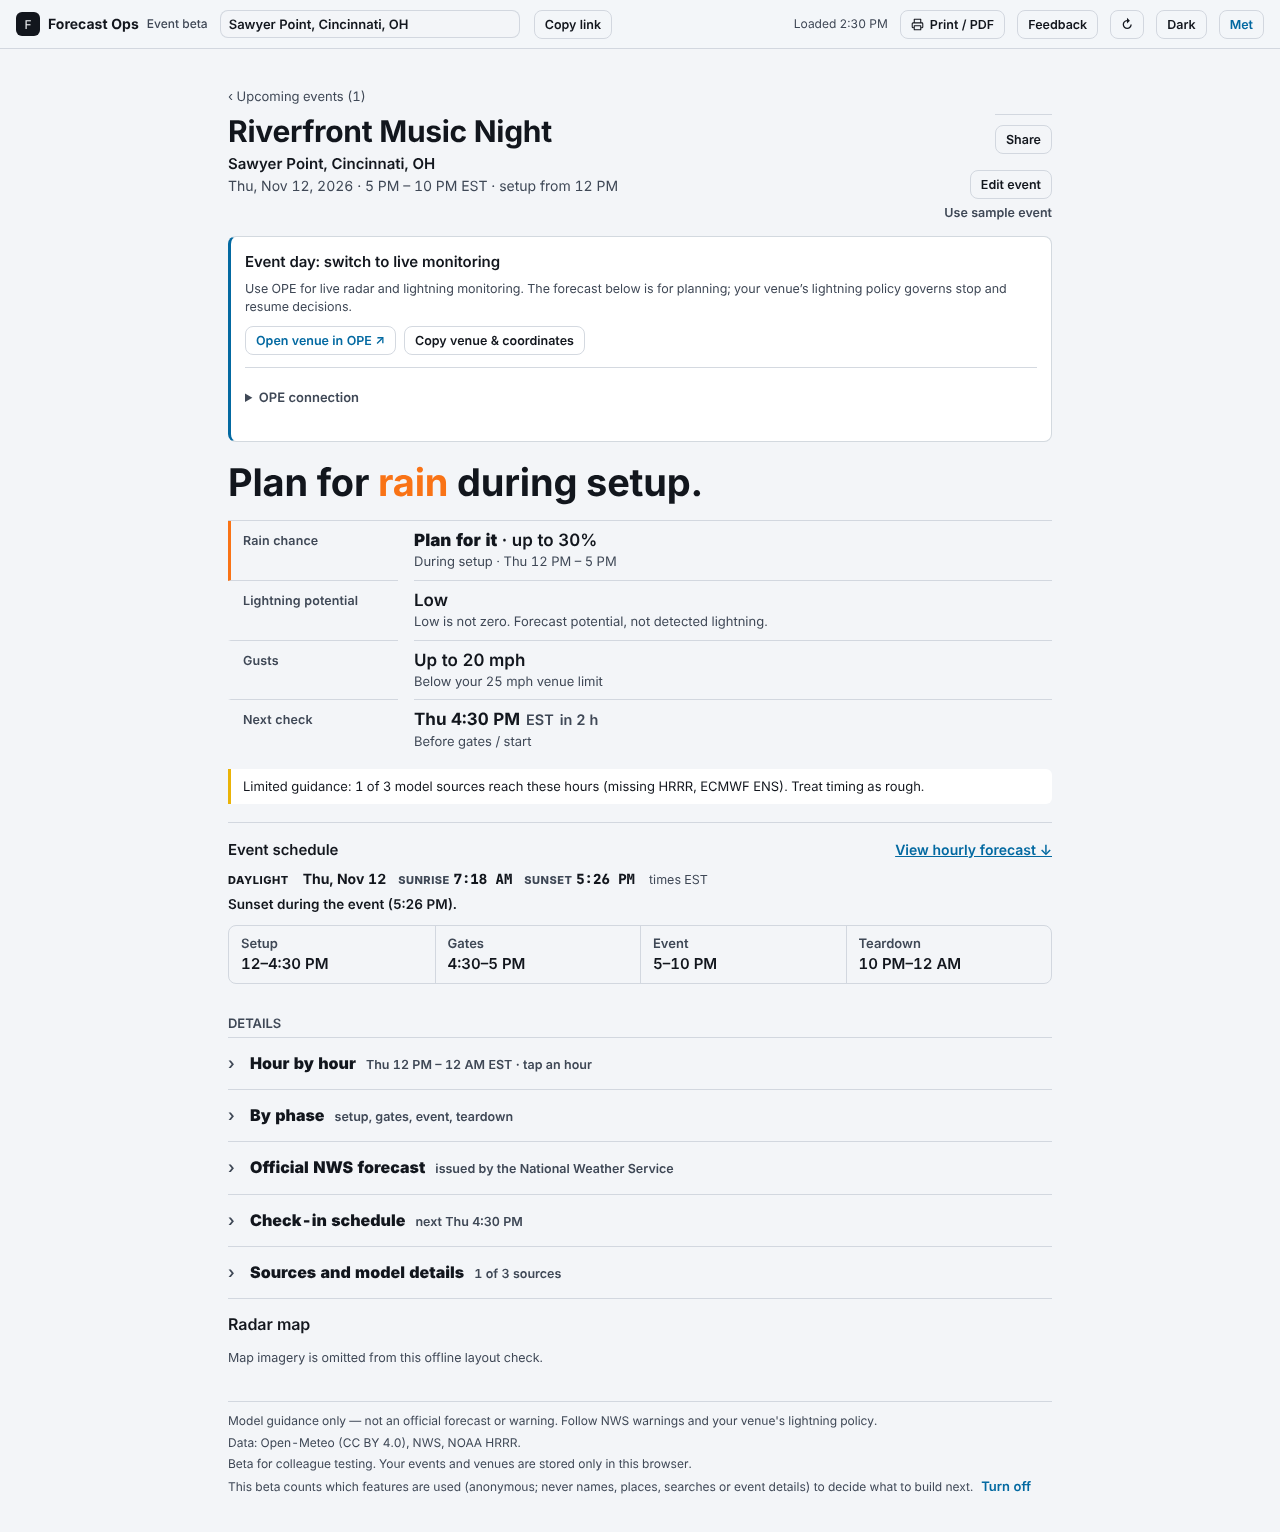 F Forecast Ops Event beta Sawyer Point, Cincinnati, OH Copy link Loaded 2:30 PM Print / PDF Feedback ↻ Dark Met
‹ Upcoming events (1)
Riverfront Music Night
Share
Sawyer Point, Cincinnati, OH
Thu, Nov 12, 2026 · 5 PM – 10 PM EST · setup from 12 PM
Edit event
Use sample event
Event day: switch to live monitoring
Use OPE for live radar and lightning monitoring. The forecast below is for planning; your venue’s lightning policy governs stop and
resume decisions.
Open venue in OPE ↗ Copy venue & coordinates
▶ OPE connection
Plan for rain during setup.
Rain chance Plan for it · up to 30%
During setup · Thu 12 PM – 5 PM
Lightning potential Low
Low is not zero. Forecast potential, not detected lightning.
Gusts Up to 20 mph
Below your 25 mph venue limit
Next check Thu 4:30 PM EST in 2 h
Before gates / start
Limited guidance: 1 of 3 model sources reach these hours (missing HRRR, ECMWF ENS). Treat timing as rough.
Event schedule View hourly forecast ↓
DAYLIGHT Thu, Nov 12 SUNRISE 7:18 AM SUNSET 5:26 PM times EST
Sunset during the event (5:26 PM).
Setup Gates Event Teardown
12–4:30 PM 4:30–5 PM 5–10 PM 10 PM–12 AM
DETAILS
› Hour by hour Thu 12 PM – 12 AM EST · tap an hour
› By phase setup, gates, event, teardown
› Official NWS forecast issued by the National Weather Service
› Check-in schedule next Thu 4:30 PM
› Sources and model details 1 of 3 sources
Radar map
Map imagery is omitted from this offline layout check.
Model guidance only — not an official forecast or warning. Follow NWS warnings and your venue's lightning policy.
Data: Open-Meteo (CC BY 4.0), NWS, NOAA HRRR.
Beta for colleague testing. Your events and venues are stored only in this browser.
This beta counts which features are used (anonymous; never names, places, searches or event details) to decide what to build next. Turn off